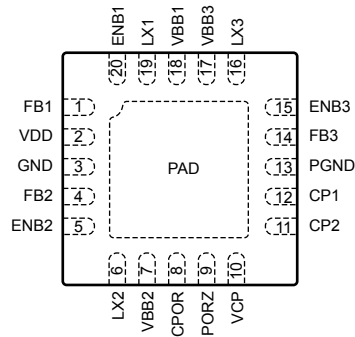 ENB1
LX1
VBB1
VBB3
LX3
20
19
18
17
16
FB1 1
VDD 2
GND 3
FB2 4
ENB2 5
PAD
15 ENB3
14 FB3
13 PGND
12 CP1
11 CP2
6
7
8
9
10
LX2
VBB2
CPOR
PORZ
VCP